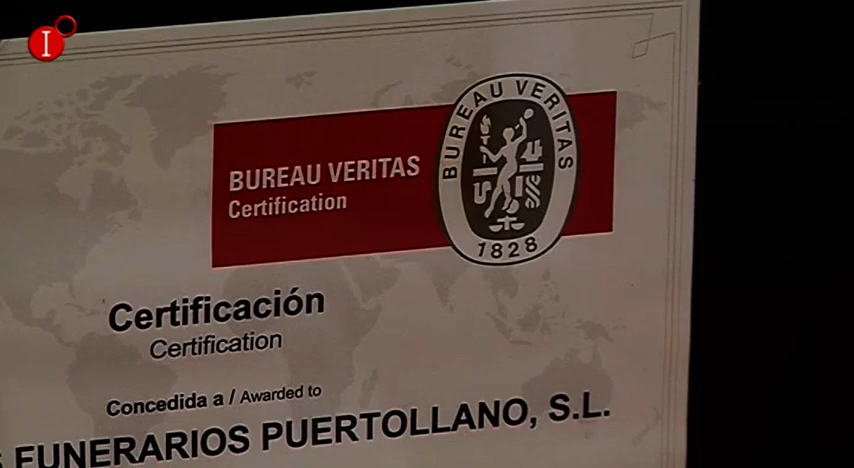 I
BUREAU VERITAS
Certification
BUREAU VERITAS
1828
Certificación
Certification
Concedida a / Awarded to
FUNERARIOS PUERTOLLANO, S.L.